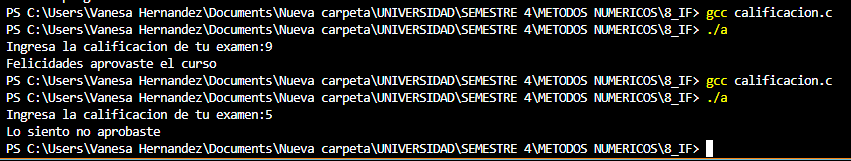 PS C:\Users\Vanesa Hernandez\Documents\Nueva carpeta\UNIVERSIDAD\SEMESTRE 4\METODOS NUMERICOS\8_IF> gcc calificacion.c
PS C:\Users\Vanesa Hernandez\Documents\Nueva carpeta\UNIVERSIDAD\SEMESTRE 4\METODOS NUMERICOS\8_IF> ./a
Ingresa la calificacion de tu examen:9
Felicidades aprovaste el curso
PS C:\Users\Vanesa Hernandez\Documents\Nueva carpeta\UNIVERSIDAD\SEMESTRE 4\METODOS NUMERICOS\8_IF> gcc calificacion.c
PS C:\Users\Vanesa Hernandez\Documents\Nueva carpeta\UNIVERSIDAD\SEMESTRE 4\METODOS NUMERICOS\8_IF> ./a
Ingresa la calificacion de tu examen:5
Lo siento no aprobaste
PS C:\Users\Vanesa Hernandez\Documents\Nueva carpeta\UNIVERSIDAD\SEMESTRE 4\METODOS NUMERICOS\8_IF>